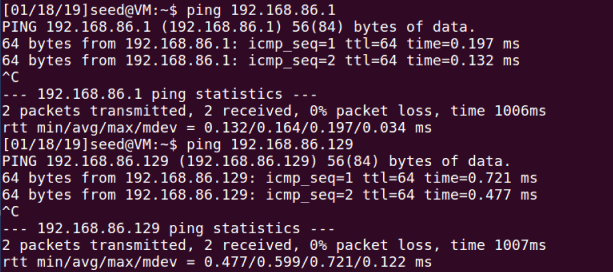 [01/18/19]seed@VM:~$ ping 192.168.86.1
PING 192.168.86.1 (192.168.86.1) 56(84) bytes of data.
64 bytes from 192.168.86.1: icmp_seq=1 ttl=64 time=0.197 ms
64 bytes from 192.168.86.1: icmp_seq=2 ttl=64 time=0.132 ms
^C
--- 192.168.86.1 ping statistics ---
2 packets transmitted, 2 received, 0% packet loss, time 1006ms
rtt min/avg/max/mdev = 0.132/0.164/0.197/0.034 ms
[01/18/19]seed@VM:~$ ping 192.168.86.129
PING 192.168.86.129 (192.168.86.129) 56(84) bytes of data.
64 bytes from 192.168.86.129: icmp_seq=1 ttl=64 time=0.721 ms
64 bytes from 192.168.86.129: icmp_seq=2 ttl=64 time=0.477 ms
^C
--- 192.168.86.129 ping statistics ---
2 packets transmitted, 2 received, 0% packet loss, time 1007ms
rtt min/avg/max/mdev = 0.477/0.599/0.721/0.122 ms